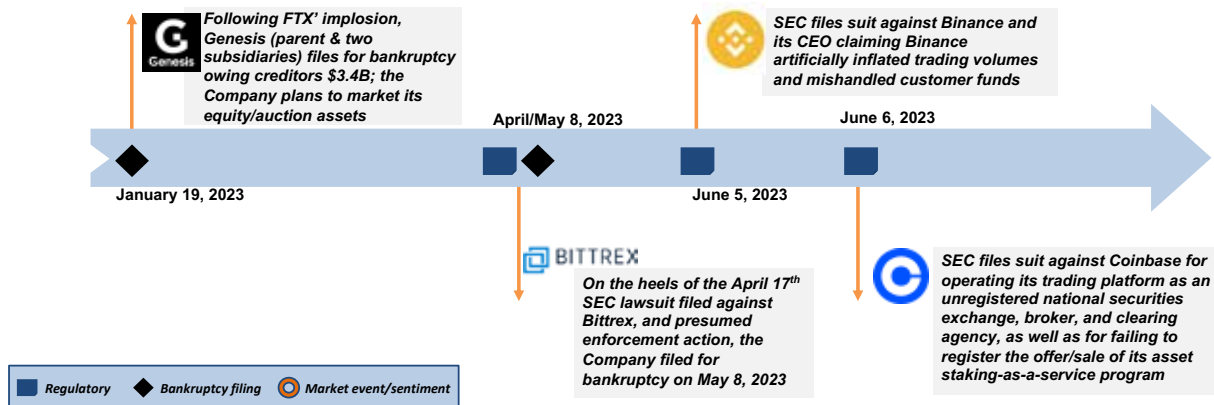 G
Genesis
Following FTX' implosion,
Genesis (parent & two
subsidiaries) files for bankruptcy
owing creditors $3.4B; the
Company plans to market its
equity/auction assets
SEC files suit against Binance and
its CEO claiming Binance
artificially inflated trading volumes
and mishandled customer funds
April/May 8, 2023
June 6, 2023
January 19, 2023
June 5, 2023
BITTREX
On the heels of the April 17th
SEC lawsuit filed against
Bittrex, and presumed
enforcement action, the
Company filed for
bankruptcy on May 8, 2023
SEC files suit against Coinbase for
operating its trading platform as an
unregistered national securities
exchange, broker, and clearing
agency, as well as for failing to
register the offer/sale of its asset
staking-as-a-service program
Regulatory
Bankruptcy filing
Market event/sentiment